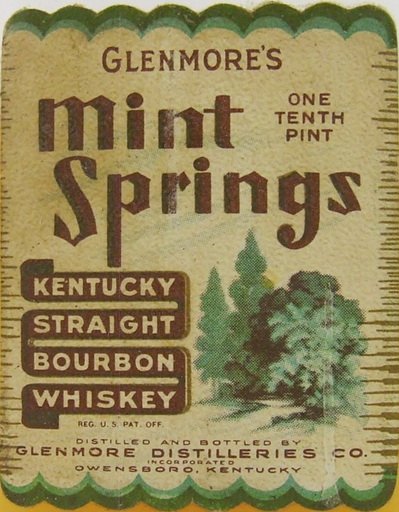 GLENMORE'S
Mint
ONE
TENTH
PINT
Springs
KENTUCKY
STRAIGHT
BOURBON
WHISKEY
REG. U.S. PAT. OFF.
DISTILLED AND BOTTLED BY
GLENMORE DISTILLERIES CO.
INCORPORATED
OWENSBORO, KENTUCKY